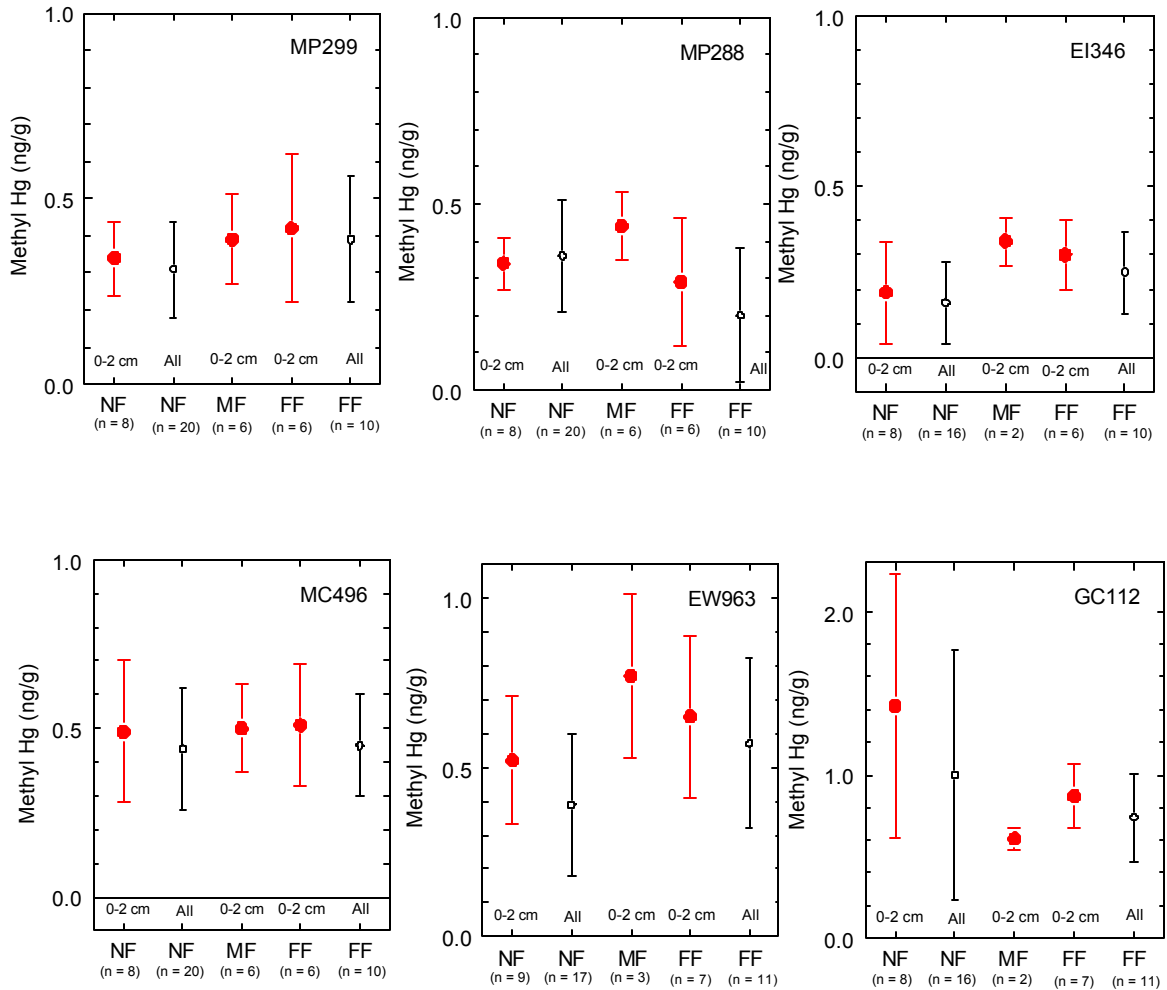 MP299
Methyl Hg (ng/g)
1.0
0.5
0.0
0-2 cm All 0-2 cm 0-2 cm All
NF NF MF FF FF
(n = 8) (n = 20) (n = 6) (n = 6) (n = 10)
MP288
Methyl Hg (ng/g)
1.0
0.5
0.0
0-2 cm All 0-2 cm 0-2 cm All
NF NF MF FF FF
(n = 8) (n = 20) (n = 6) (n = 6) (n = 10)
EI346
Methyl Hg (ng/g)
1.0
0.5
0.0
0-2 cm All 0-2 cm 0-2 cm All
NF NF MF FF FF
(n = 8) (n = 16) (n = 2) (n = 6) (n = 10)
MC496
Methyl Hg (ng/g)
1.0
0.5
0.0
0-2 cm All 0-2 cm 0-2 cm All
NF NF MF FF FF
(n = 8) (n = 20) (n = 6) (n = 6) (n = 10)
EW963
Methyl Hg (ng/g)
1.0
0.5
0.0
0-2 cm All 0-2 cm 0-2 cm All
NF NF MF FF FF
(n = 9) (n = 17) (n = 3) (n = 7) (n = 11)
GC112
Methyl Hg (ng/g)
2.0
1.0
0.0
0-2 cm All 0-2 cm 0-2 cm All
NF NF MF FF FF
(n = 8) (n = 16) (n = 2) (n = 7) (n = 11)